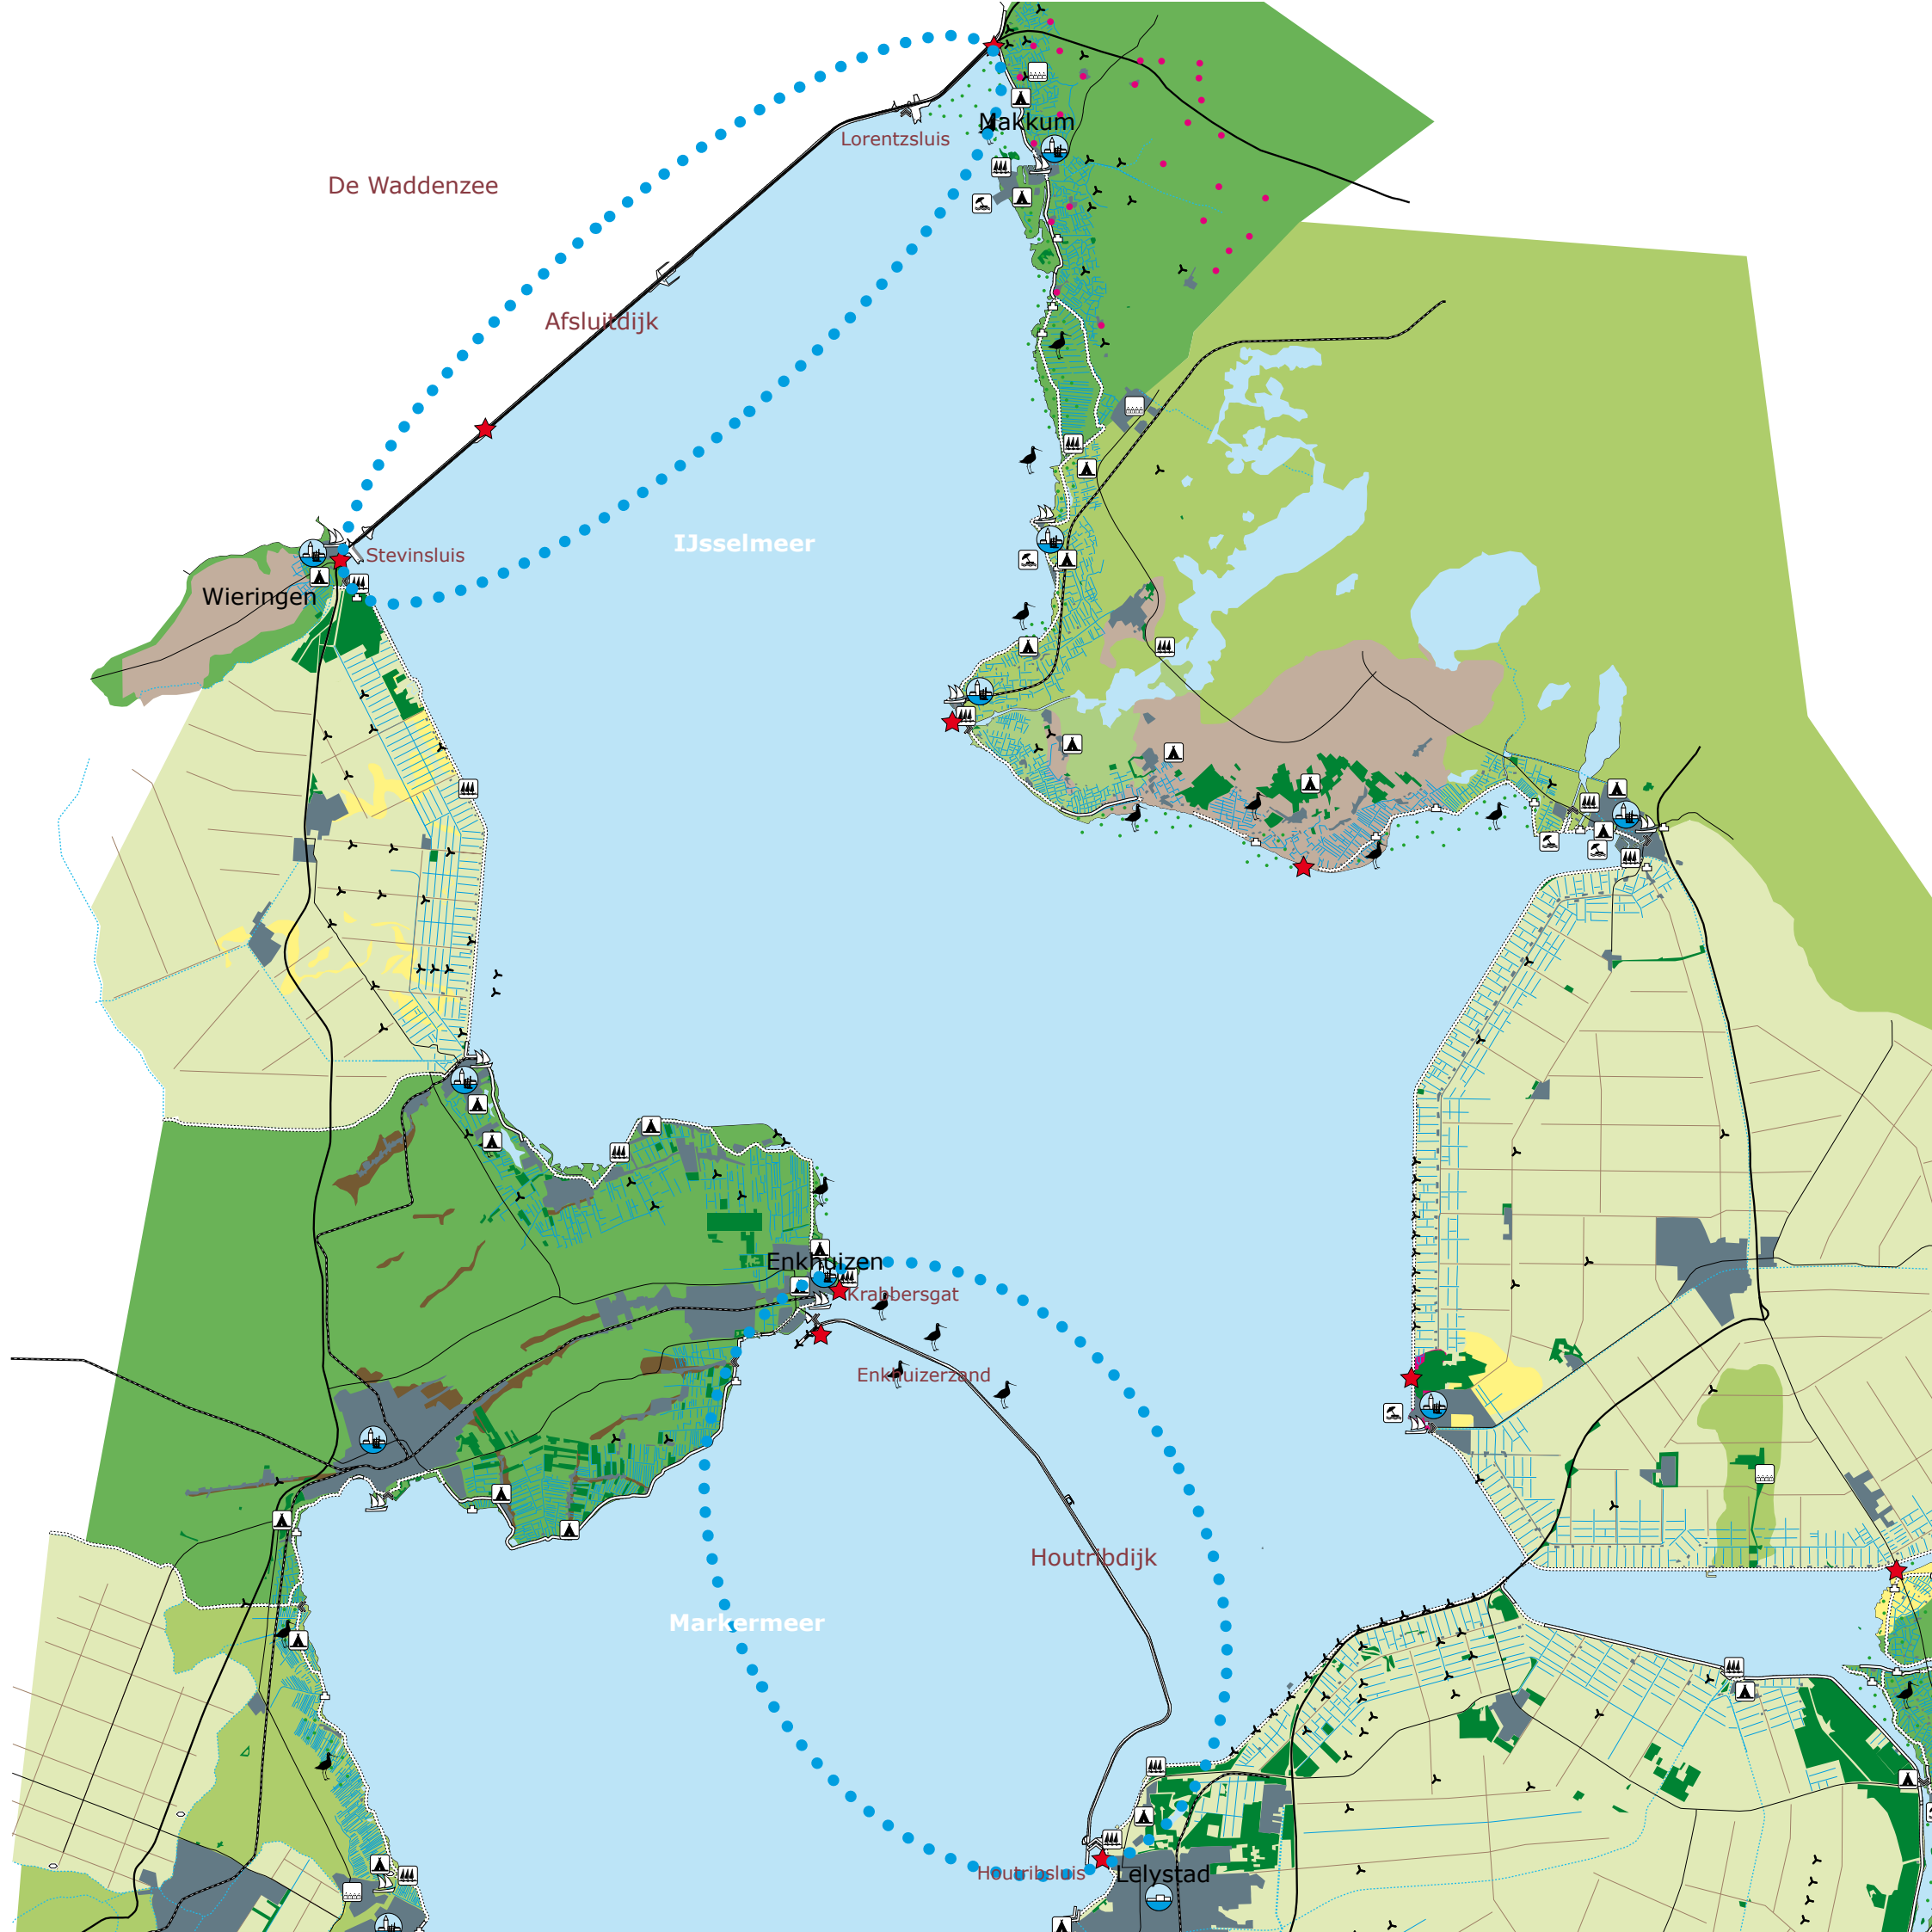 Makkum
Lorentzsluis
De Waddenzee
Afsluitdijk
IJsselmeer
Stevinsluis
Wieringen
Enkhuizen
Krabbersgat
Enkhuizerzand
Houtribdijk
Markermeer
Houtribsluis
Lelystad